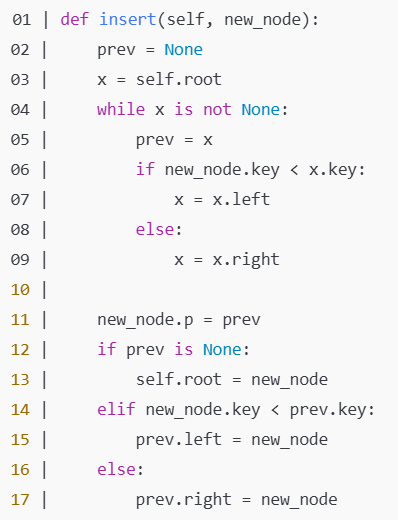 01 | def insert(self, new_node):
02 |     prev = None
03 |     x = self.root
04 |     while x is not None:
05 |         prev = x
06 |         if new_node.key < x.key:
07 |             x = x.left
08 |         else:
09 |             x = x.right
10 |
11 |     new_node.p = prev
12 |     if prev is None:
13 |         self.root = new_node
14 |     elif new_node.key < prev.key:
15 |         prev.left = new_node
16 |     else:
17 |         prev.right = new_node